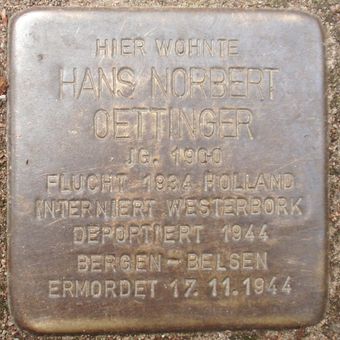 HIER WOHNTE
HANS NORBERT
OETTINGER
JG. 1900
FLUCHT 1934 HOLLAND
INTERNIERT WESTERBORK
DEPORTIERT 1944
BERGEN-BELSEN
ERMORDET 17.11.1944